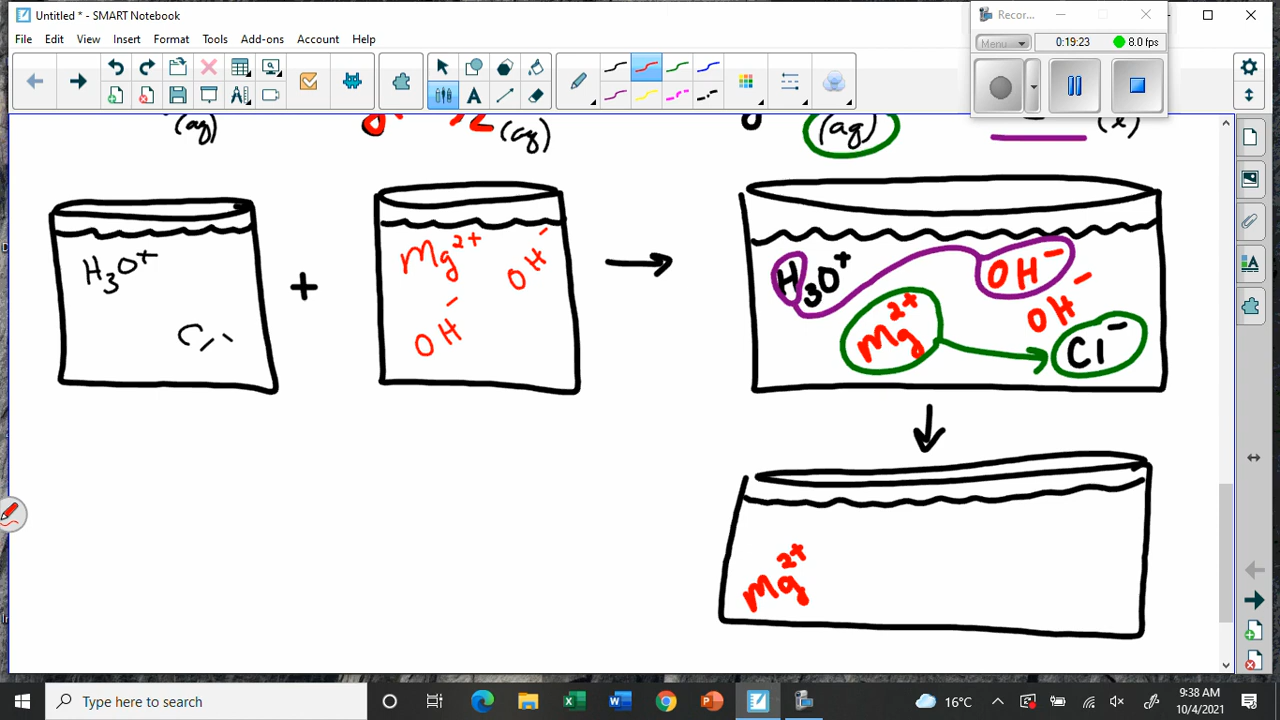 Untitled * - SMART Notebook
Recor...
File Edit View Insert Format Tools Add-ons Account Help
Menu
0:19:23
8.0 fps
(aq)
(aq)
(aq)
(l)
H₃O⁺
Cl⁻
+
Mg²⁺
OH⁻
OH⁻
→
H₃O⁺
OH⁻
OH⁻
Mg²⁺
Cl⁻
↓
Mg²⁺
Type here to search
16°C
9:38 AM
10/4/2021